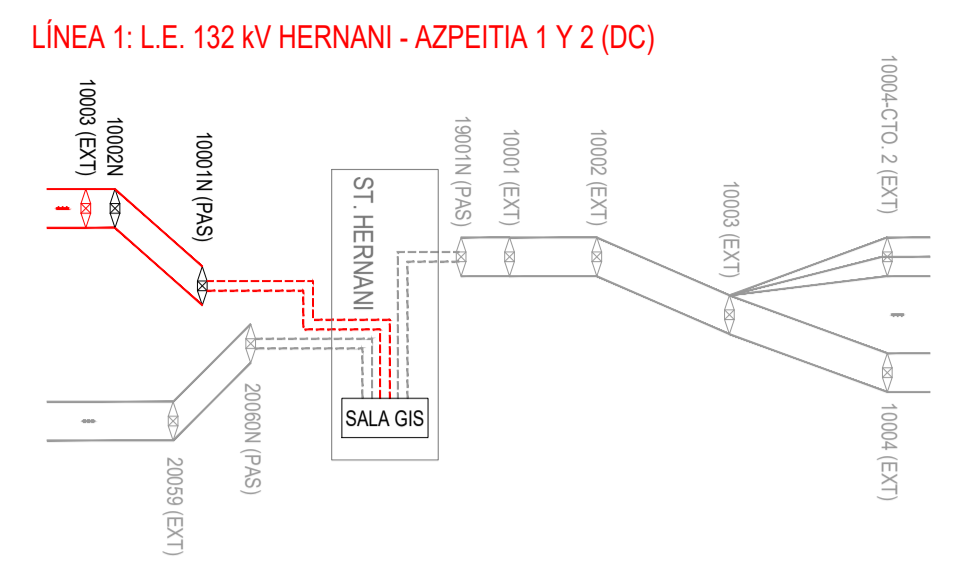 LÍNEA 1: L.E. 132 kV HERNANI - AZPEITIA 1 Y 2 (DC)
10003 (EXT)
10002N
10001N (PAS)
ST. HERNANI
19001N (PAS)
10001 (EXT)
10002 (EXT)
10003 (EXT)
10004-CTO. 2 (EXT)
SALA GIS
20060N (PAS)
20059 (EXT)
10004 (EXT)